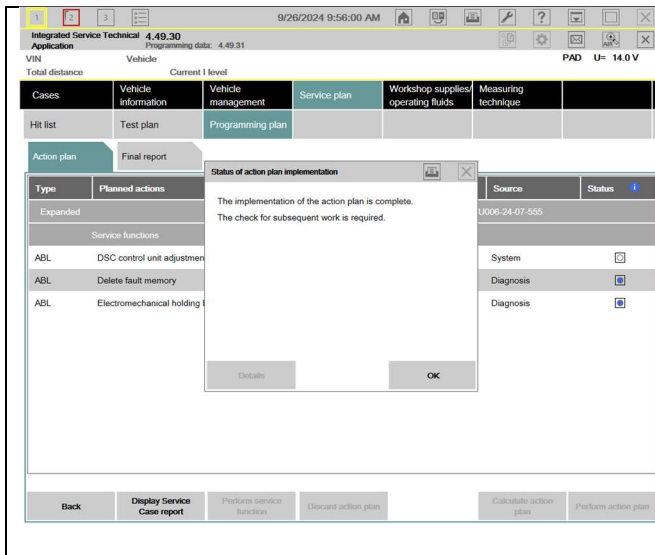 1 2 3 9/26/2024 9:56:00 AM ?
Integrated Service Technical 4.49.30
Application Programming data: 4.49.31
VIN Vehicle PAD U= 14.0 V
Total distance Current I level
Cases Vehicle information Vehicle management Service plan Workshop supplies/ operating fluids Measuring technique
Hit list Test plan Programming plan
Action plan Final report
Status of action plan implementation
Type Planned actions Source Status i
The implementation of the action plan is complete.
The check for subsequent work is required.
Expanded U006-24-07-555
Service functions
ABL DSC control unit adjustmen System
ABL Delete fault memory Diagnosis
ABL Electromechanical holding Diagnosis
Details OK
Back Display Service Case report Perform service function Discard action plan Calculate action plan Perform action plan